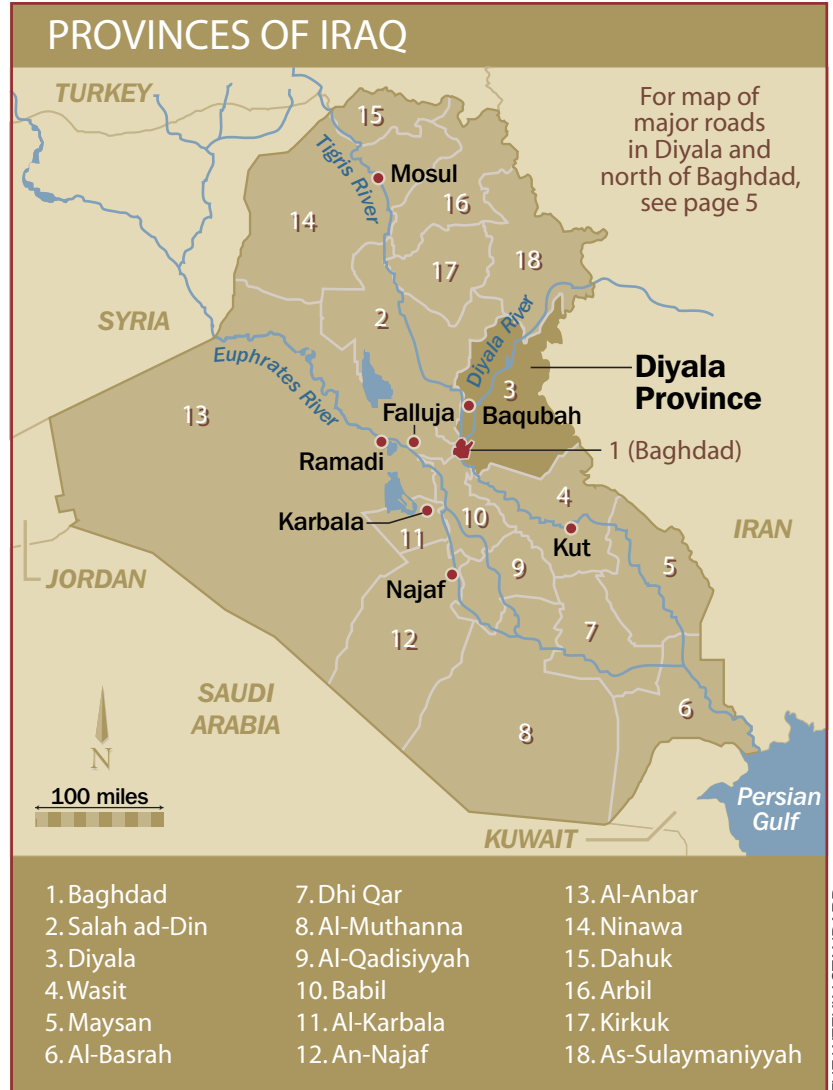 PROVINCES OF IRAQ
TURKEY
For map of
major roads
in Diyala and
north of Baghdad,
see page 5
15
Tigris River
Mosul
16
14
18
17
SYRIA
2
Diyala River
Euphrates River
3
Diyala
Province
13
Falluja
Baqubah
Ramadi
1 (Baghdad)
4
Karbala
10
IRAN
11
Kut
9
5
JORDAN
Najaf
7
12
SAUDI
ARABIA
6
8
N
100 miles
Persian
Gulf
KUWAIT
1. Baghdad
2. Salah ad-Din
3. Diyala
4. Wasit
5. Maysan
6. Al-Basrah
7. Dhi Qar
8. Al-Muthanna
9. Al-Qadisiyyah
10. Babil
11. Al-Karbala
12. An-Najaf
13. Al-Anbar
14. Ninawa
15. Dahuk
16. Arbil
17. Kirkuk
18. As-Sulaymaniyyah